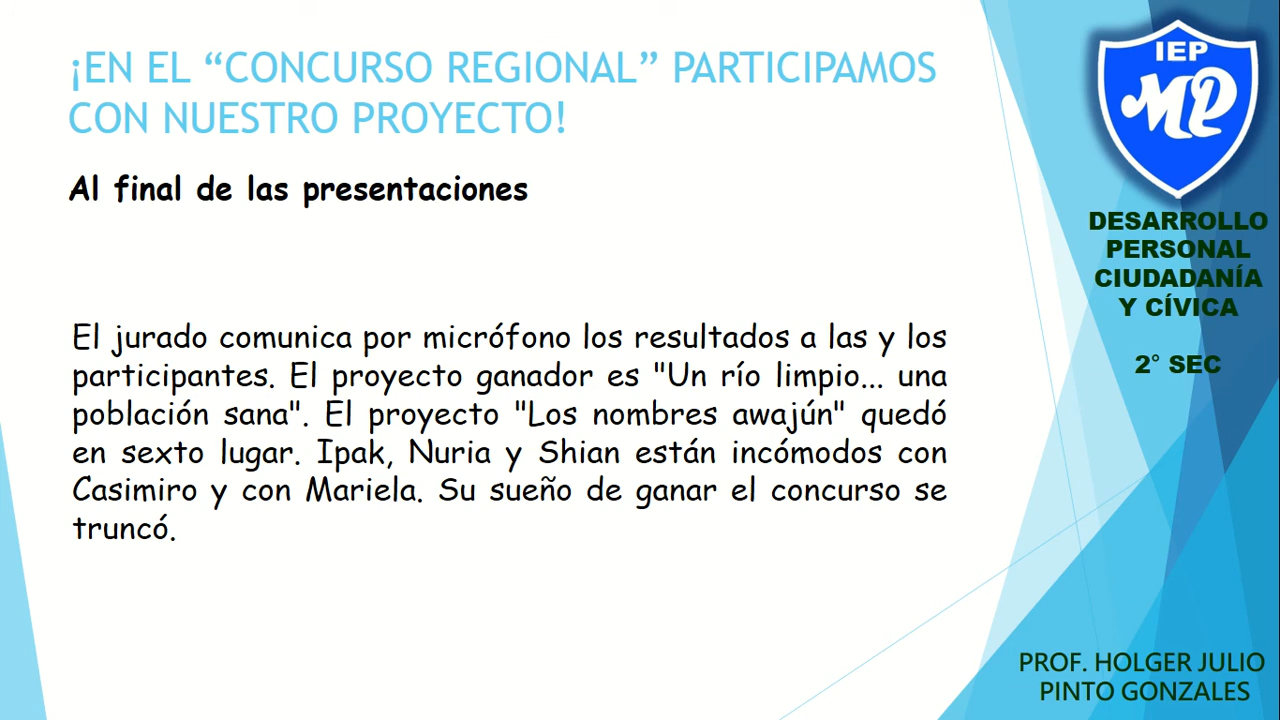 ¡EN EL “CONCURSO REGIONAL” PARTICIPAMOS
CON NUESTRO PROYECTO!
Al final de las presentaciones
El jurado comunica por micrófono los resultados a las y los
participantes. El proyecto ganador es "Un río limpio... una
población sana". El proyecto "Los nombres awajún" quedó
en sexto lugar. Ipak, Nuria y Shian están incómodos con
Casimiro y con Mariela. Su sueño de ganar el concurso se
truncó.
IEP
MP
DESARROLLO
PERSONAL
CIUDADANÍA
Y CÍVICA
2° SEC
PROF. HOLGER JULIO
PINTO GONZALES